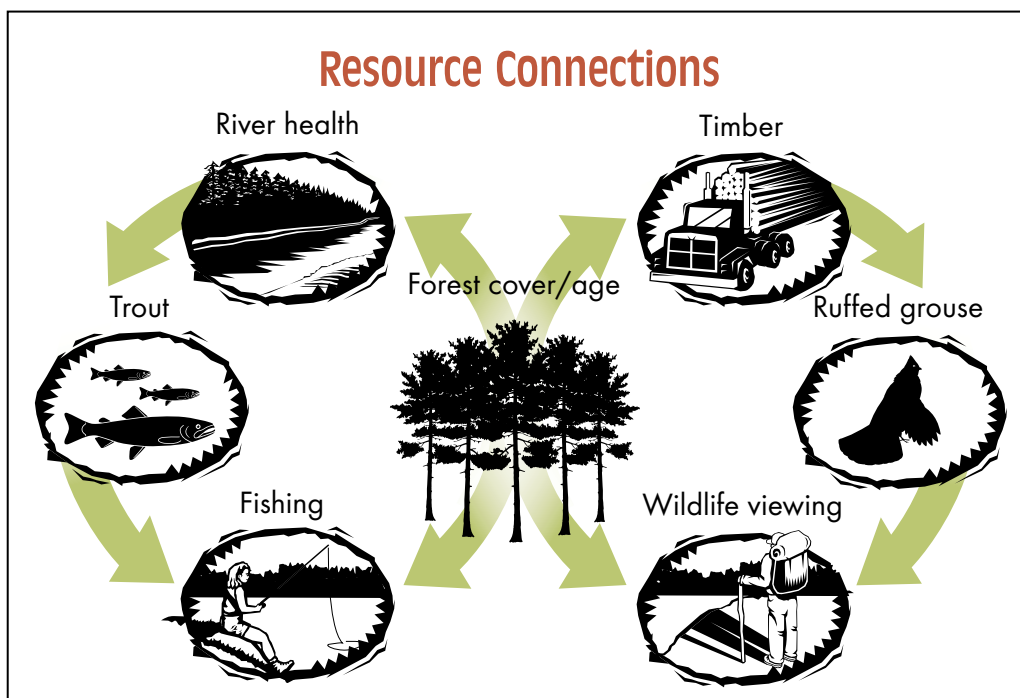 Resource Connections
River health
Timber
Forest cover/age
Trout
Ruffed grouse
Fishing
Wildlife viewing